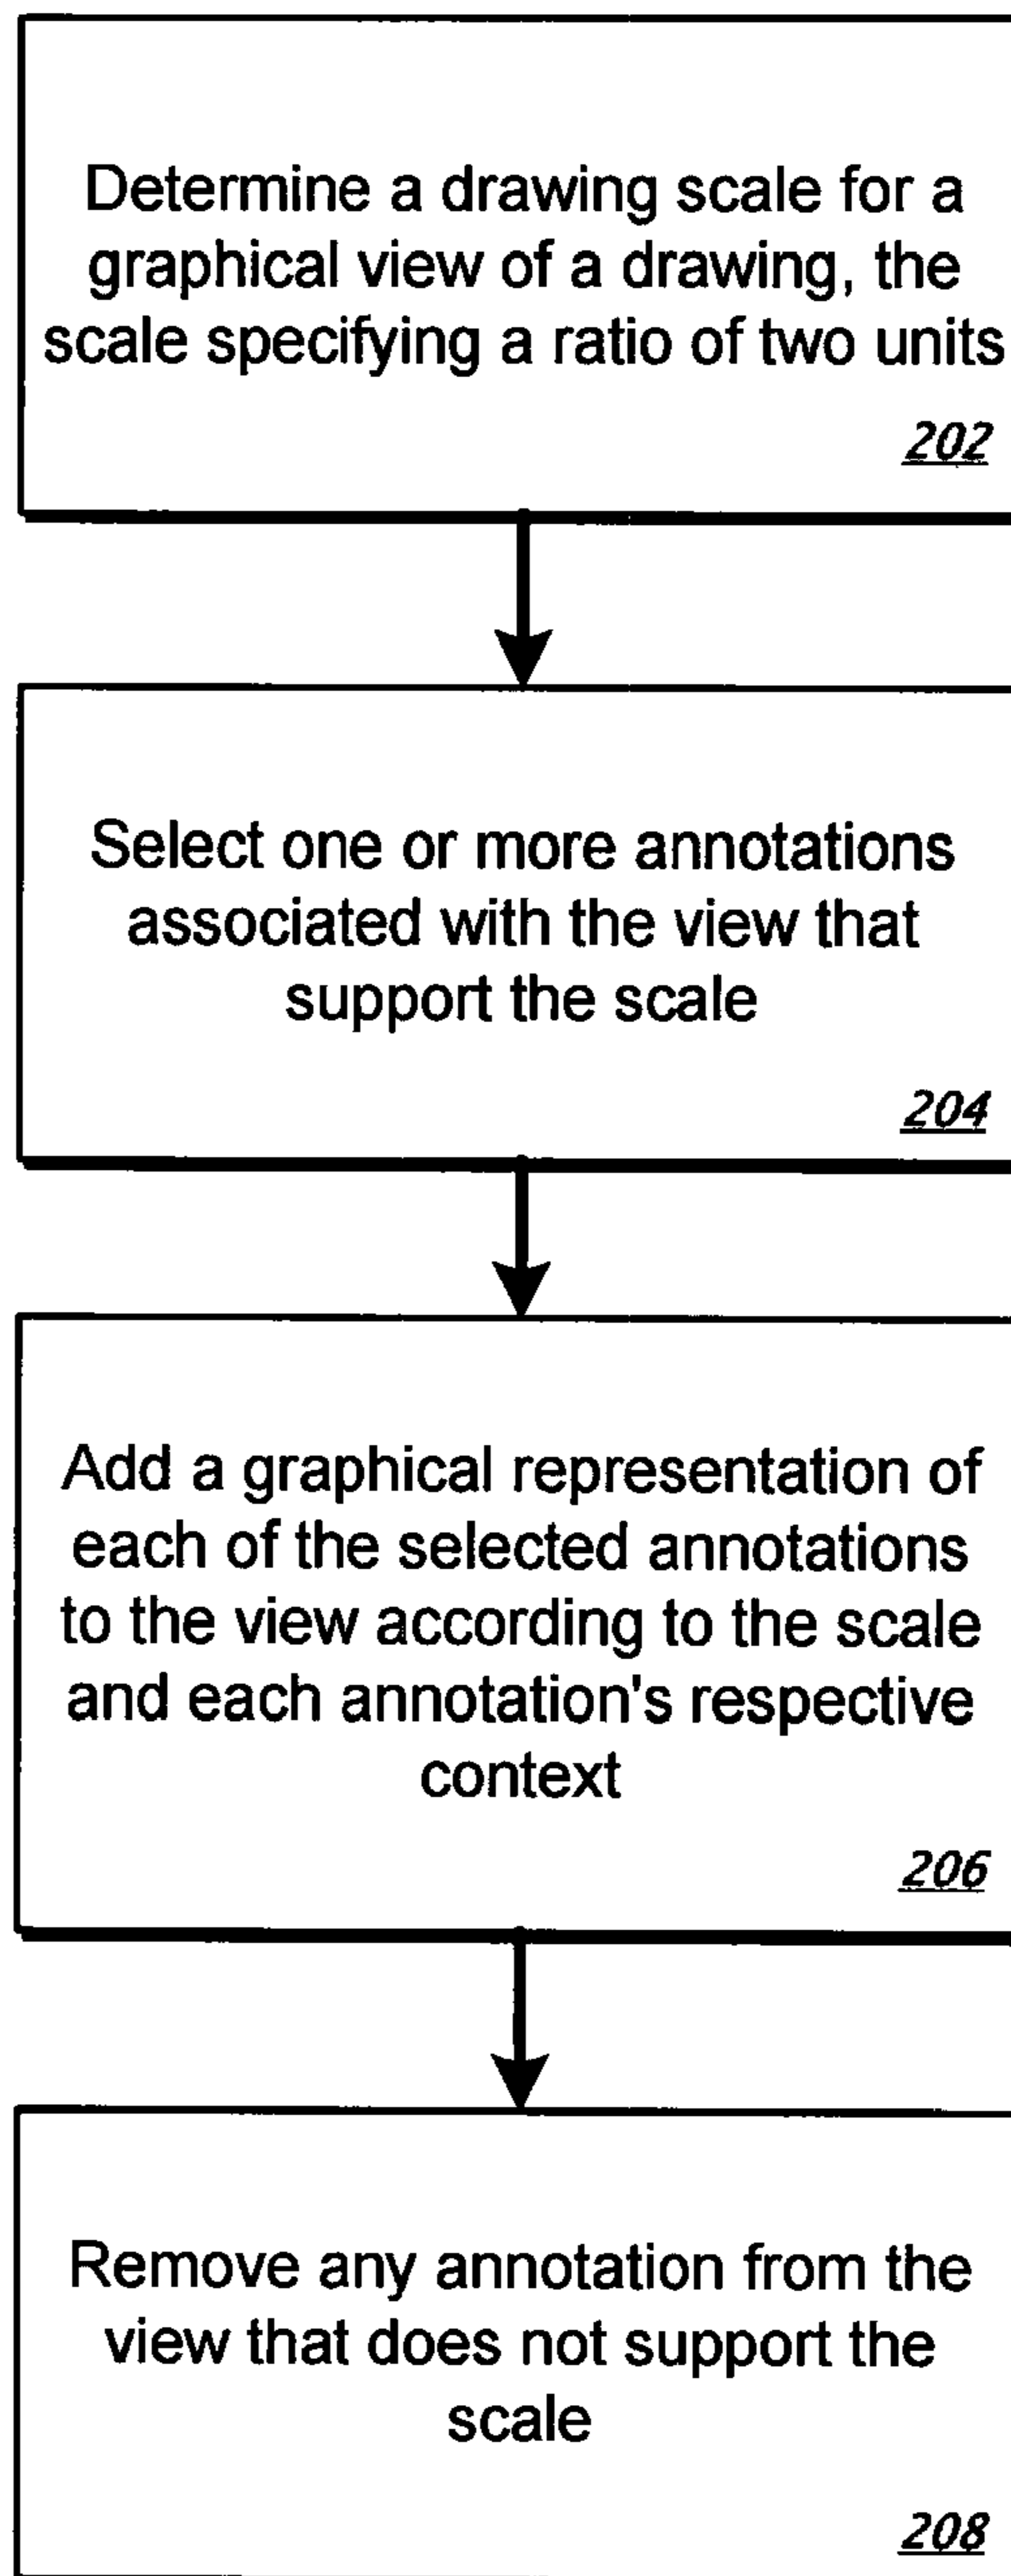 Determine a drawing scale for a
graphical view of a drawing, the
scale specifying a ratio of two units
202
Select one or more annotations
associated with the view that
support the scale
204
Add a graphical representation of
each of the selected annotations
to the view according to the scale
and each annotation's respective
context
206
Remove any annotation from the
view that does not support the
scale
208